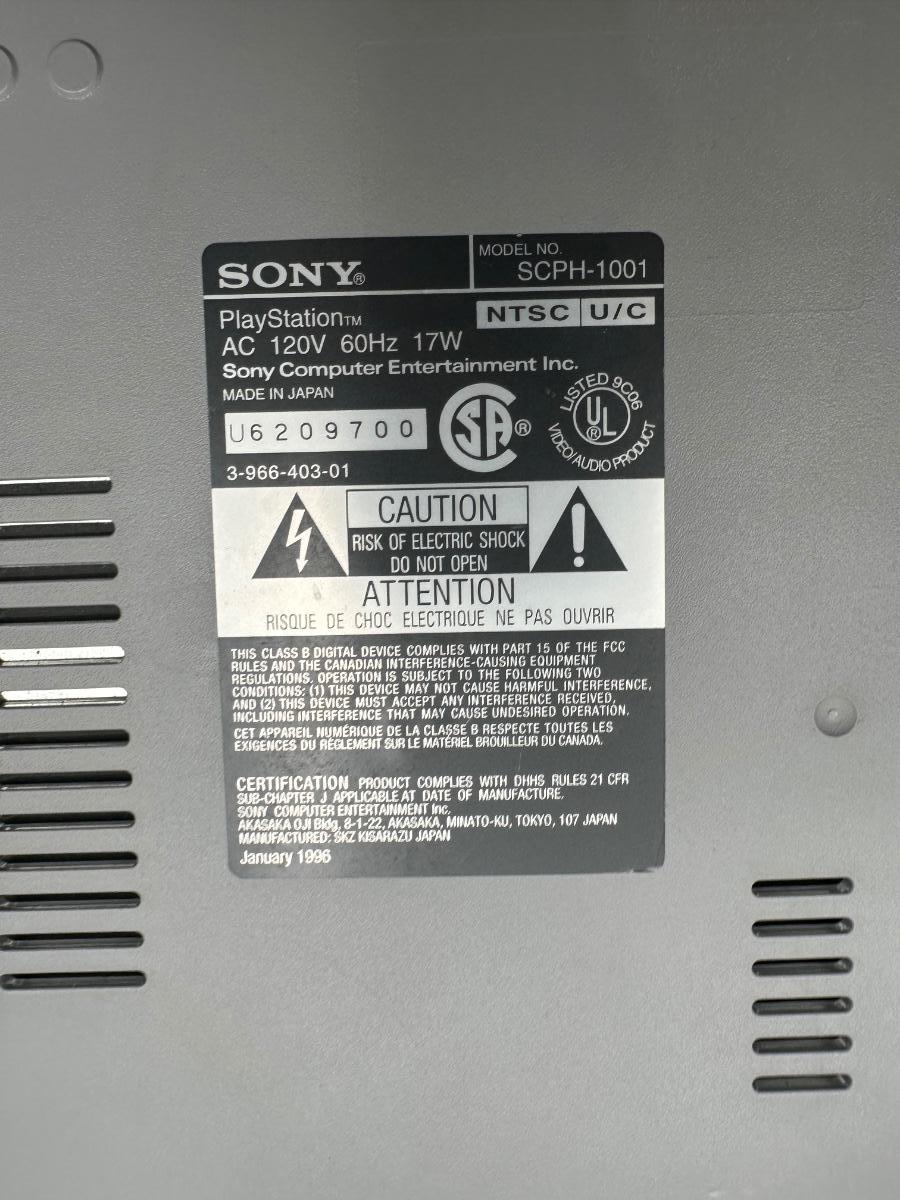 SONY®
MODEL NO.
SCPH-1001
PlayStation™
NTSC U/C
AC 120V 60Hz 17W
Sony Computer Entertainment Inc.
MADE IN JAPAN
U6209700
3-966-403-01
SA®
LISTED 9C06
UL®
VIDEO/AUDIO PRODUCT
CAUTION
RISK OF ELECTRIC SHOCK
DO NOT OPEN
ATTENTION
RISQUE DE CHOC ELECTRIQUE NE PAS OUVRIR
THIS CLASS B DIGITAL DEVICE COMPLIES WITH PART 15 OF THE FCC
RULES AND THE CANADIAN INTERFERENCE-CAUSING EQUIPMENT
REGULATIONS. OPERATION IS SUBJECT TO THE FOLLOWING TWO
CONDITIONS: (1) THIS DEVICE MAY NOT CAUSE HARMFUL INTERFERENCE,
AND (2) THIS DEVICE MUST ACCEPT ANY INTERFERENCE RECEIVED,
INCLUDING INTERFERENCE THAT MAY CAUSE UNDESIRED OPERATION.
CET APPAREIL NUMÉRIQUE DE LA CLASSE B RESPECTE TOUTES LES
EXIGENCES DU RÈGLEMENT SUR LE MATÉRIEL BROUILLEUR DU CANADA.
CERTIFICATION PRODUCT COMPLIES WITH DHHS RULES 21 CFR
SUB-CHAPTER J APPLICABLE AT DATE OF MANUFACTURE.
SONY COMPUTER ENTERTAINMENT Inc.
AKASAKA OJI Bldg, 8-1-22, AKASAKA, MINATO-KU, TOKYO, 107 JAPAN
MANUFACTURED: SKZ KISARAZU JAPAN
January 1996